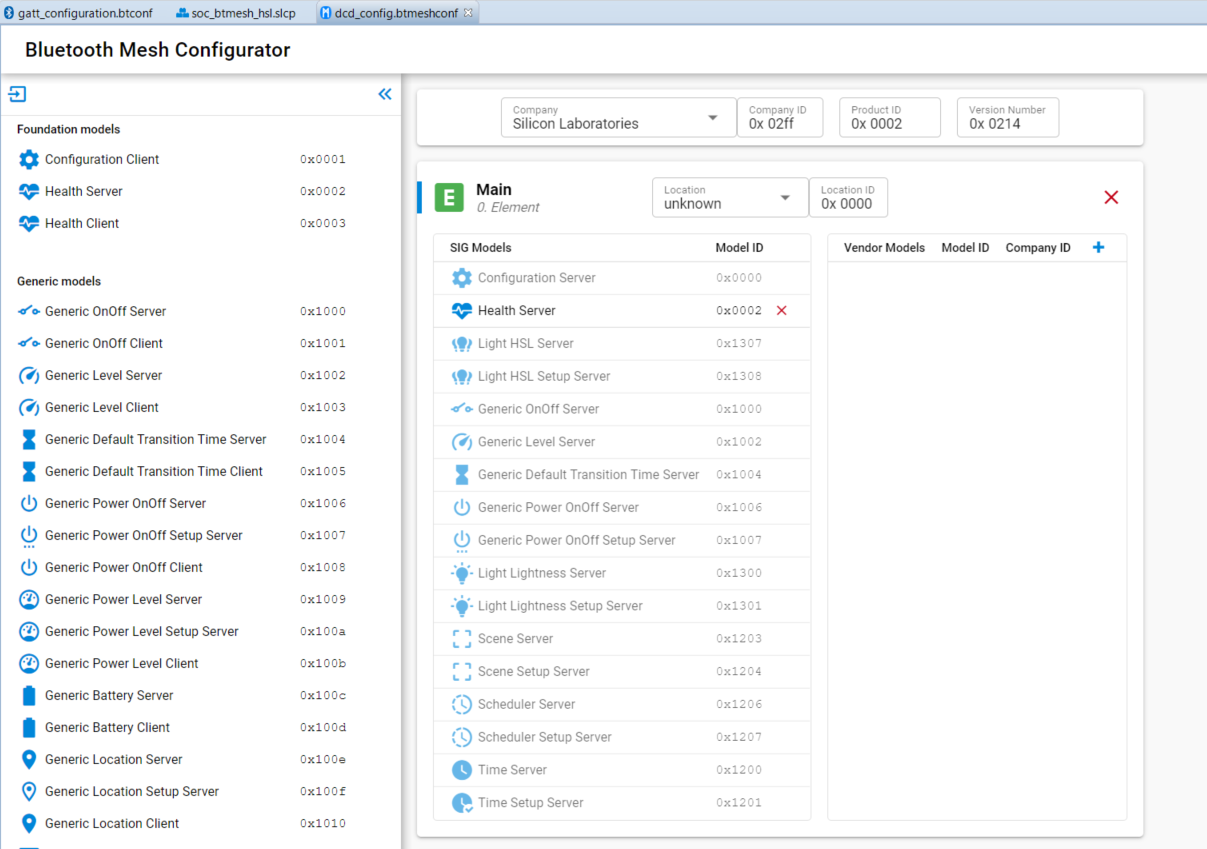 gatt_configuration.btconf soc_btmesh_hsl.slcp dcd_config.btmeshconf
Bluetooth Mesh Configurator
Foundation models
Configuration Client 0x0001
Health Server 0x0002
Health Client 0x0003
Generic models
Generic OnOff Server 0x1000
Generic OnOff Client 0x1001
Generic Level Server 0x1002
Generic Level Client 0x1003
Generic Default Transition Time Server 0x1004
Generic Default Transition Time Client 0x1005
Generic Power OnOff Server 0x1006
Generic Power OnOff Setup Server 0x1007
Generic Power OnOff Client 0x1008
Generic Power Level Server 0x1009
Generic Power Level Setup Server 0x100a
Generic Power Level Client 0x100b
Generic Battery Server 0x100c
Generic Battery Client 0x100d
Generic Location Server 0x100e
Generic Location Setup Server 0x100f
Generic Location Client 0x1010
Company Company ID Product ID Version Number
Silicon Laboratories 0x 02ff 0x 0002 0x 0214
E Main
0. Element
Location Location ID
unknown 0x 0000
SIG Models Model ID
Configuration Server 0x0000
Health Server 0x0002
Light HSL Server 0x1307
Light HSL Setup Server 0x1308
Generic OnOff Server 0x1000
Generic Level Server 0x1002
Generic Default Transition Time Server 0x1004
Generic Power OnOff Server 0x1006
Generic Power OnOff Setup Server 0x1007
Light Lightness Server 0x1300
Light Lightness Setup Server 0x1301
Scene Server 0x1203
Scene Setup Server 0x1204
Scheduler Server 0x1206
Scheduler Setup Server 0x1207
Time Server 0x1200
Time Setup Server 0x1201
Vendor Models Model ID Company ID